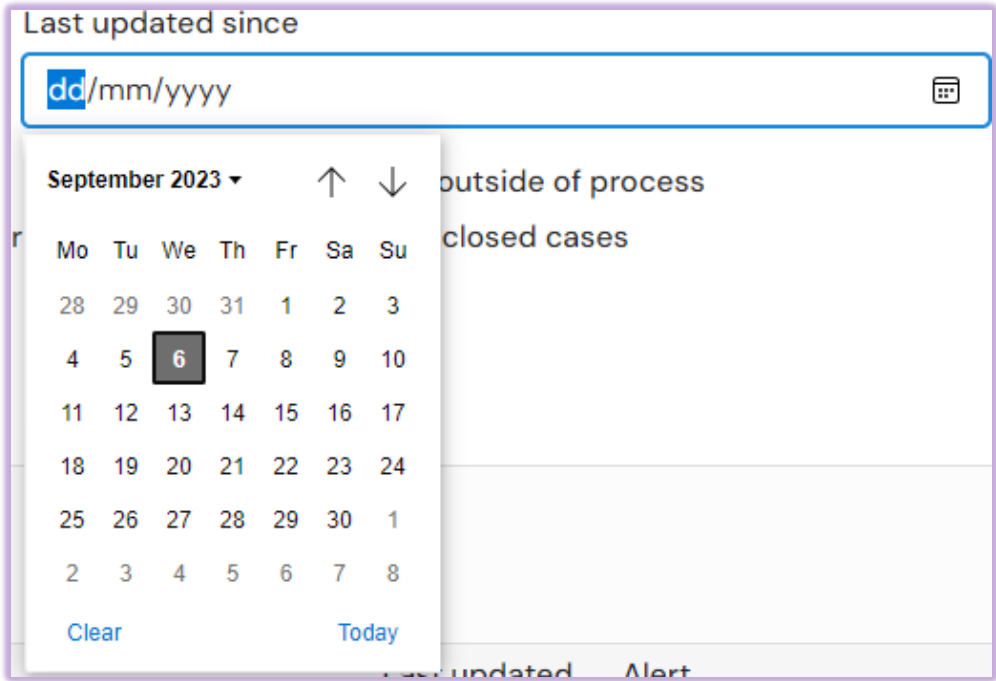 Last updated since
dd/mm/yyyy
September 2023
outside of process
r closed cases
Mo Tu We Th Fr Sa Su
28 29 30 31 1 2 3
4 5 6 7 8 9 10
11 12 13 14 15 16 17
18 19 20 21 22 23 24
25 26 27 28 29 30 1
2 3 4 5 6 7 8
Clear Today
Last updated Alert